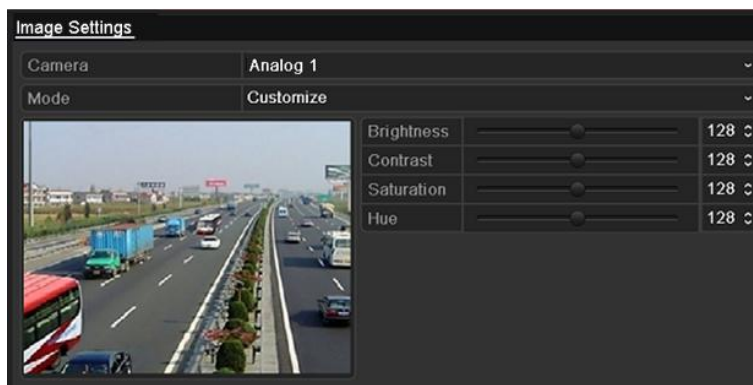 Image Settings
Camera Analog 1
Mode Customize
Brightness 128
Contrast 128
Saturation 128
Hue 128